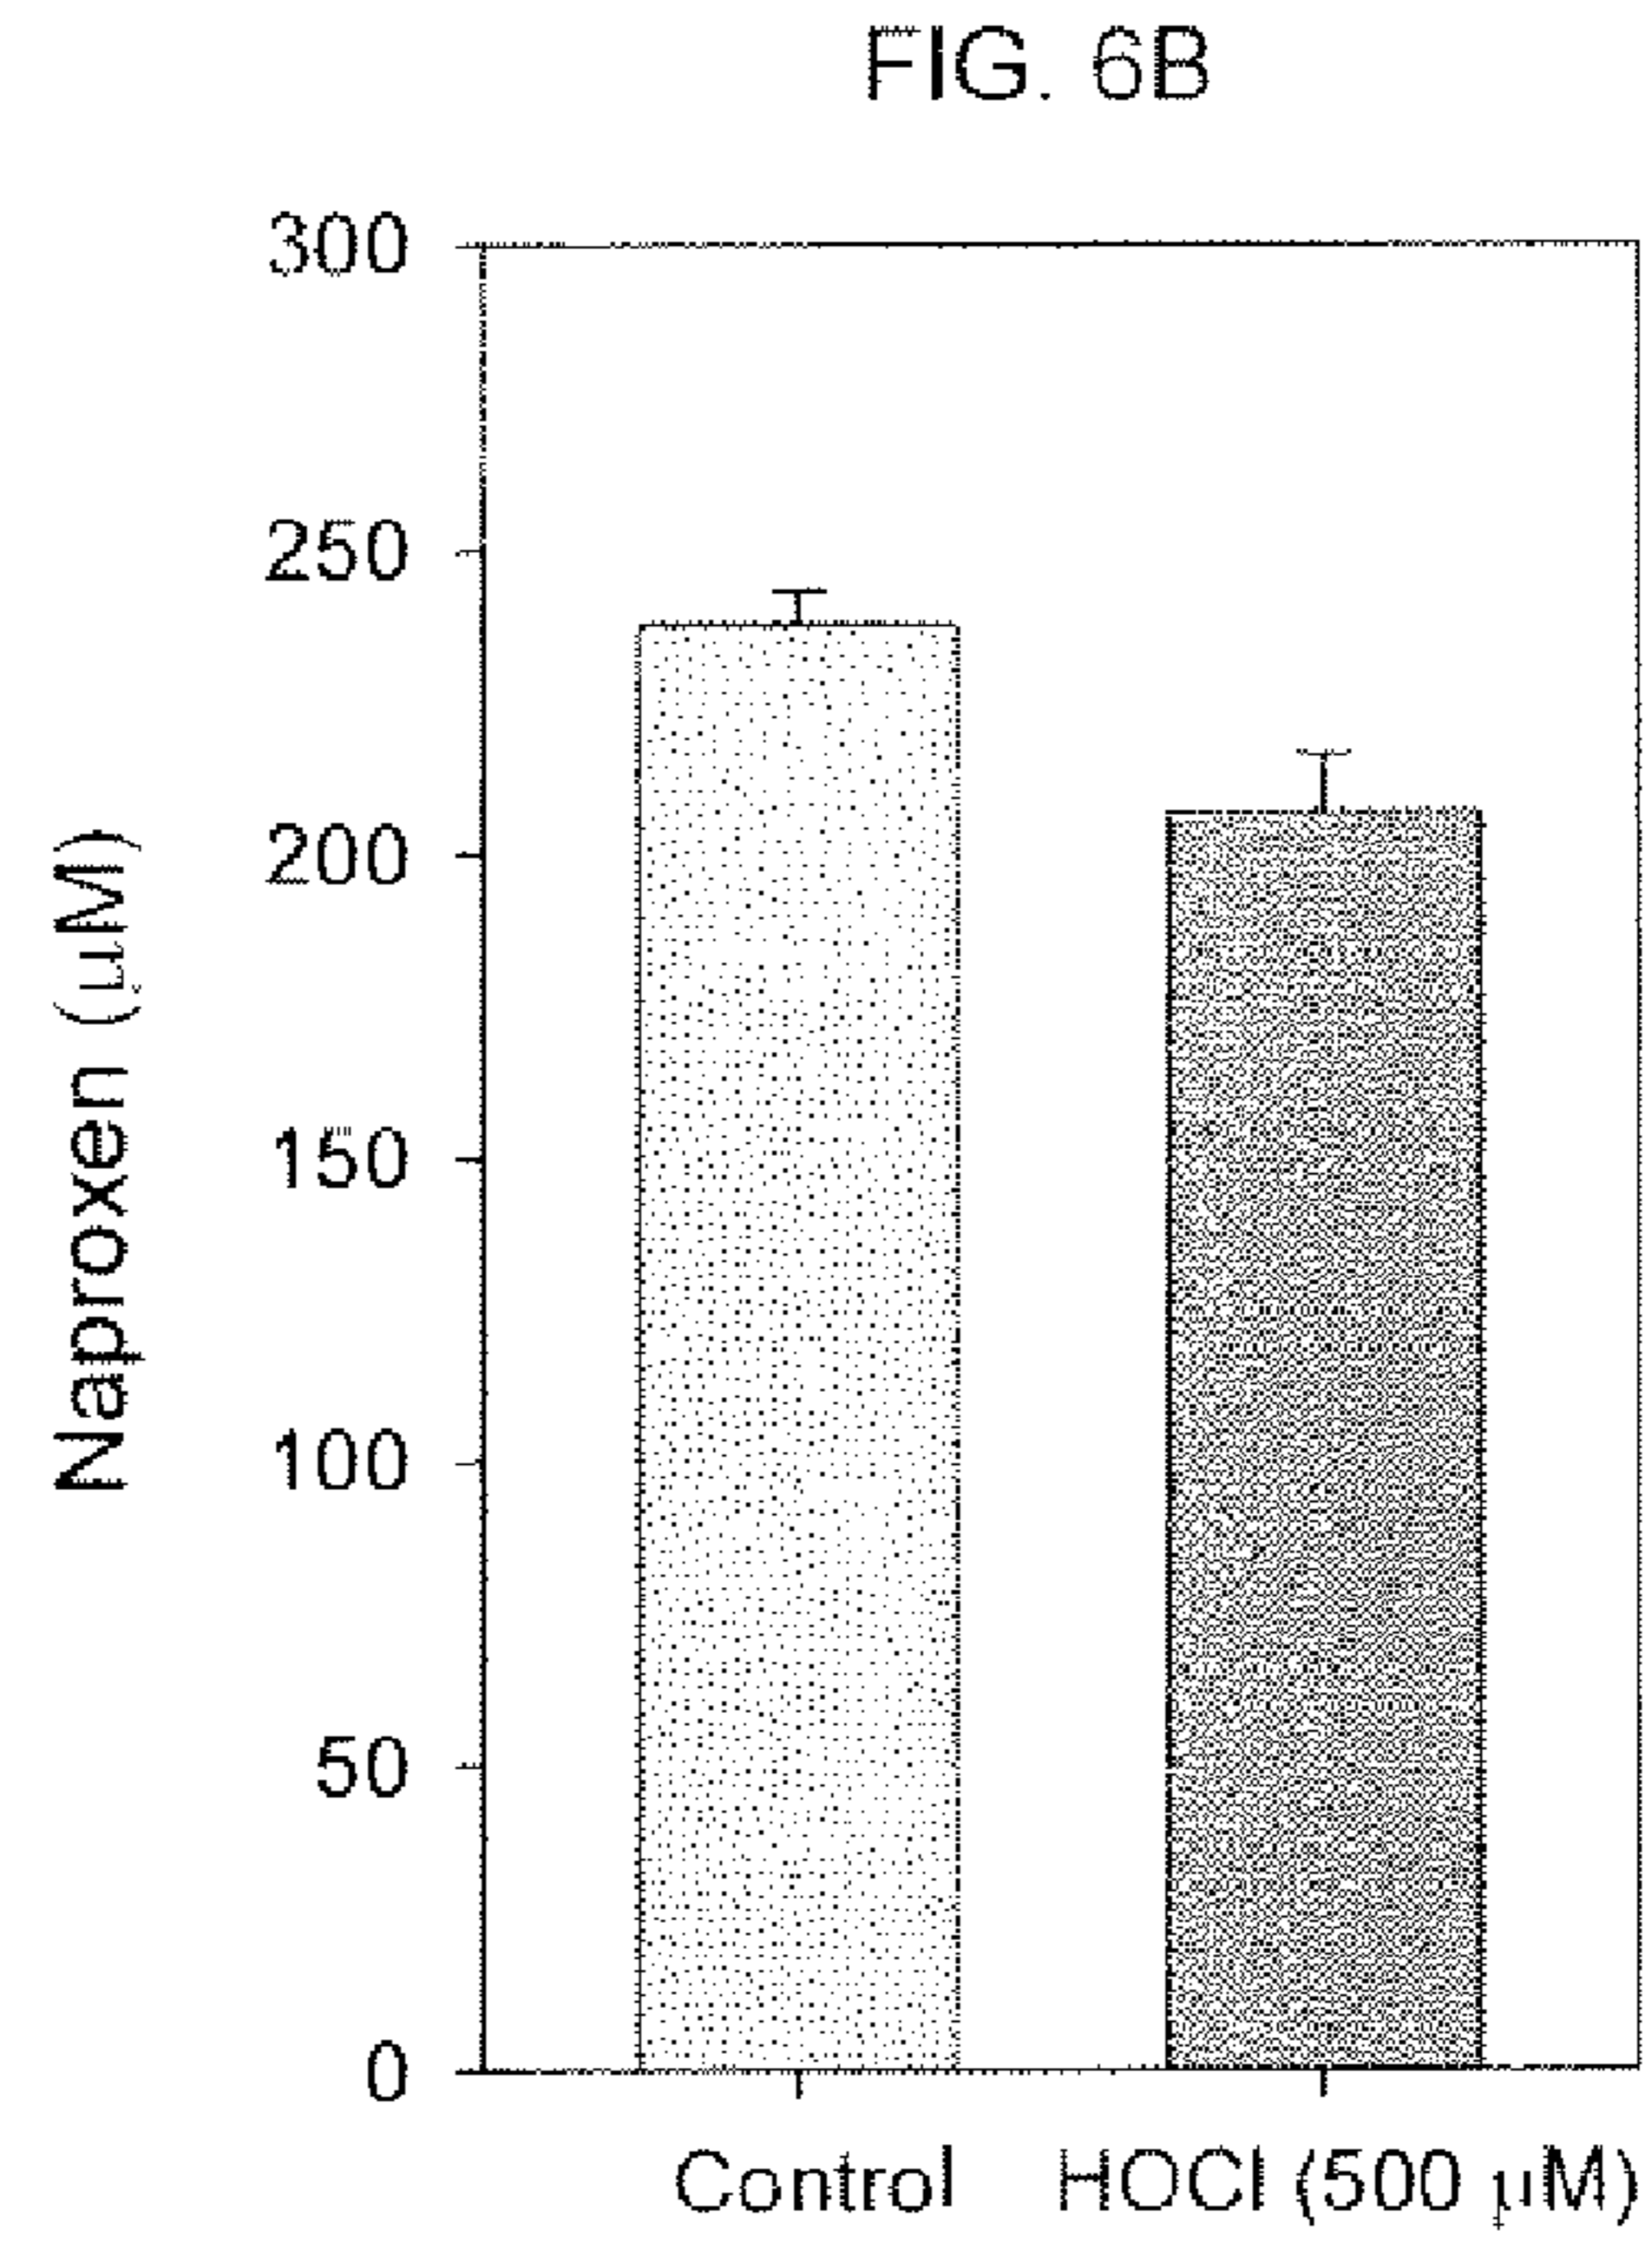 FIG. 6B
300
250
200
150
100
50
0
Naproxen (μM)
Control
HOCl (500 μM)